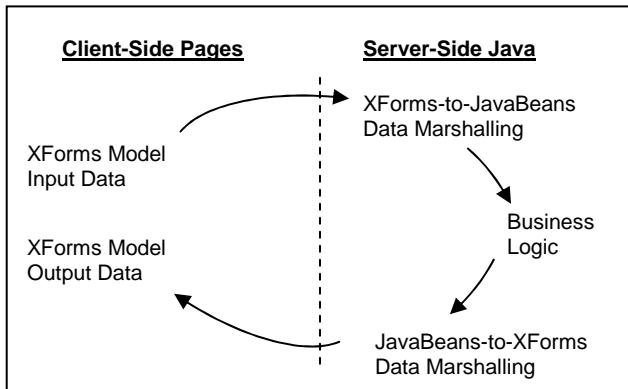 Client-Side Pages
Server-Side Java
XForms-to-JavaBeans
Data Marshalling
XForms Model
Input Data
Business
Logic
XForms Model
Output Data
JavaBeans-to-XForms
Data Marshalling